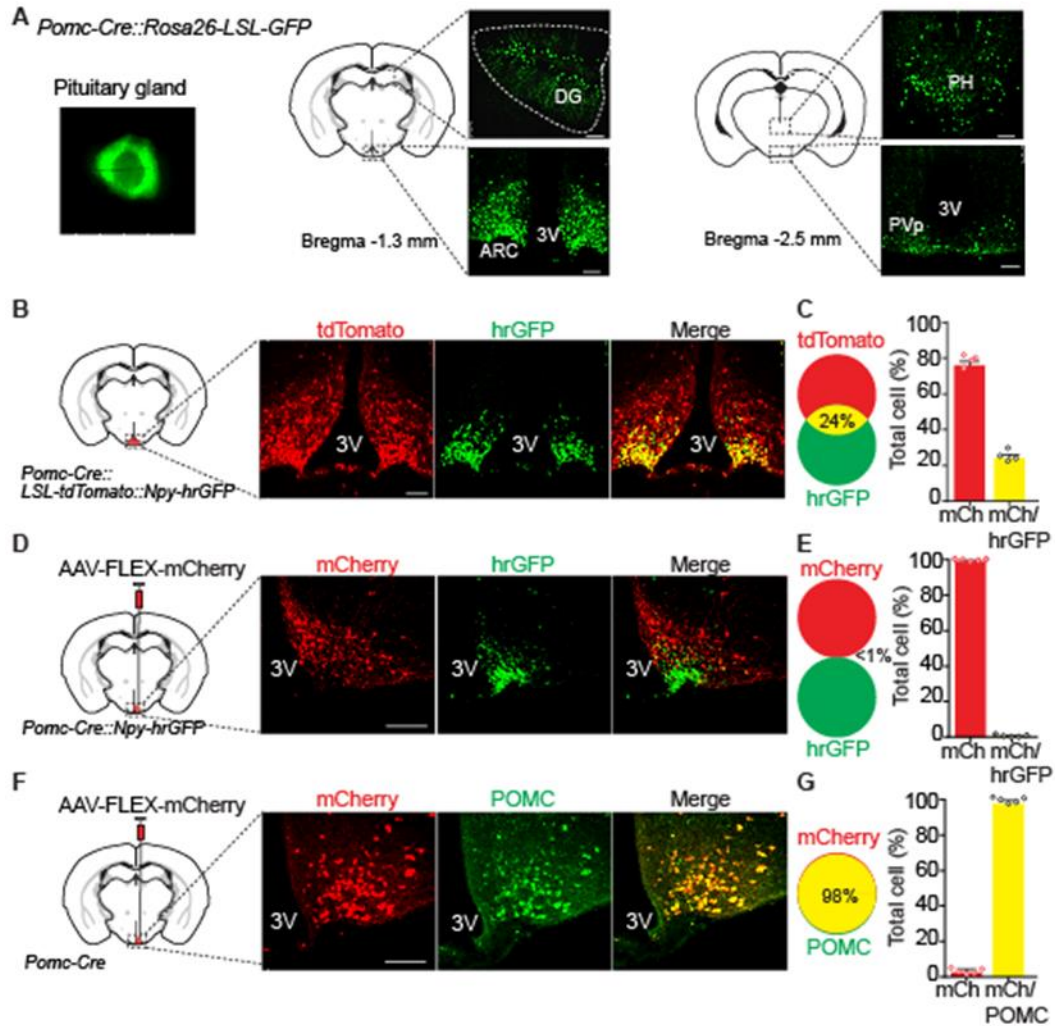 A
Pomc-Cre::Rosa26-LSL-GFP
Pituitary gland
DG
Bregma -1.3 mm
ARC
3V
PH
Bregma -2.5 mm
PVp
3V
B
tdTomato
hrGFP
Merge
3V
3V
3V
Pomc-Cre::
LSL-tdTomato::Npy-hrGFP
C
tdTomato
24%
hrGFP
Total cell (%)
100
80
60
40
20
0
mCh
mCh/
hrGFP
D
AAV-FLEX-mCherry
mCherry
hrGFP
Merge
3V
3V
3V
Pomc-Cre::Npy-hrGFP
E
mCherry
<1%
hrGFP
Total cell (%)
100
80
60
40
20
0
mCh
mCh/
hrGFP
F
AAV-FLEX-mCherry
mCherry
POMC
Merge
3V
3V
3V
Pomc-Cre
G
mCherry
98%
POMC
Total cell (%)
100
80
60
40
20
0
mCh
mCh/
POMC